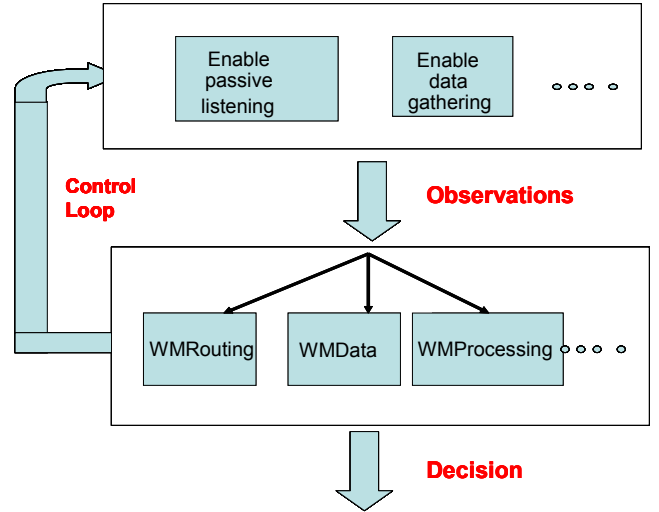 Enable
passive
listening
Enable
data
gathering
Control
Loop
Observations
WMRouting
WMData
WMProcessing
Decision